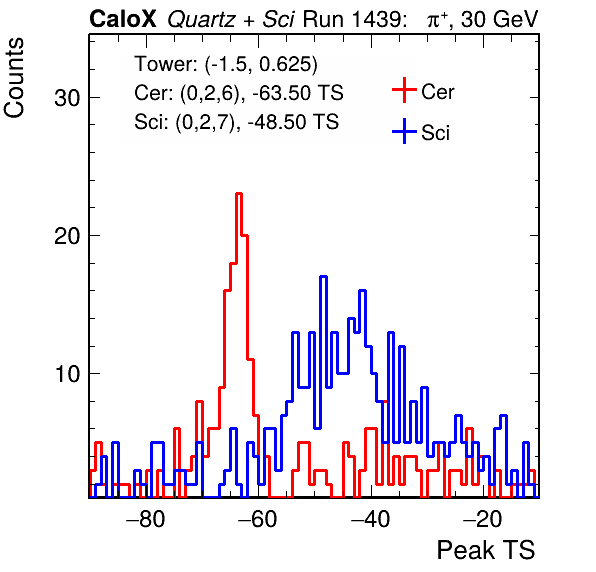 CaloX Quartz + Sci Run 1439: π⁺, 30 GeV
Counts
Tower: (-1.5, 0.625)
Cer: (0,2,6), -63.50 TS
Sci: (0,2,7), -48.50 TS
Cer
Sci
30
20
10
−80 −60 −40 −20
Peak TS